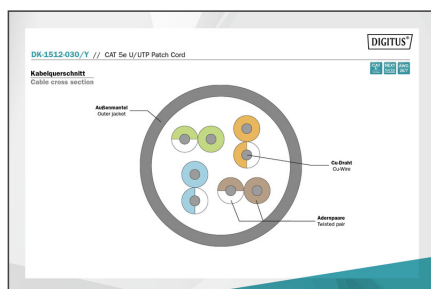 DIGITUS®
DK-1512-030/Y // CAT 5e U/UTP Patch Cord
Kabelquerschnitt
Cable cross section
Außenmantel
Outer jacket
Cu-Draht
Cu-Wire
Adernpaare
Twisted pair